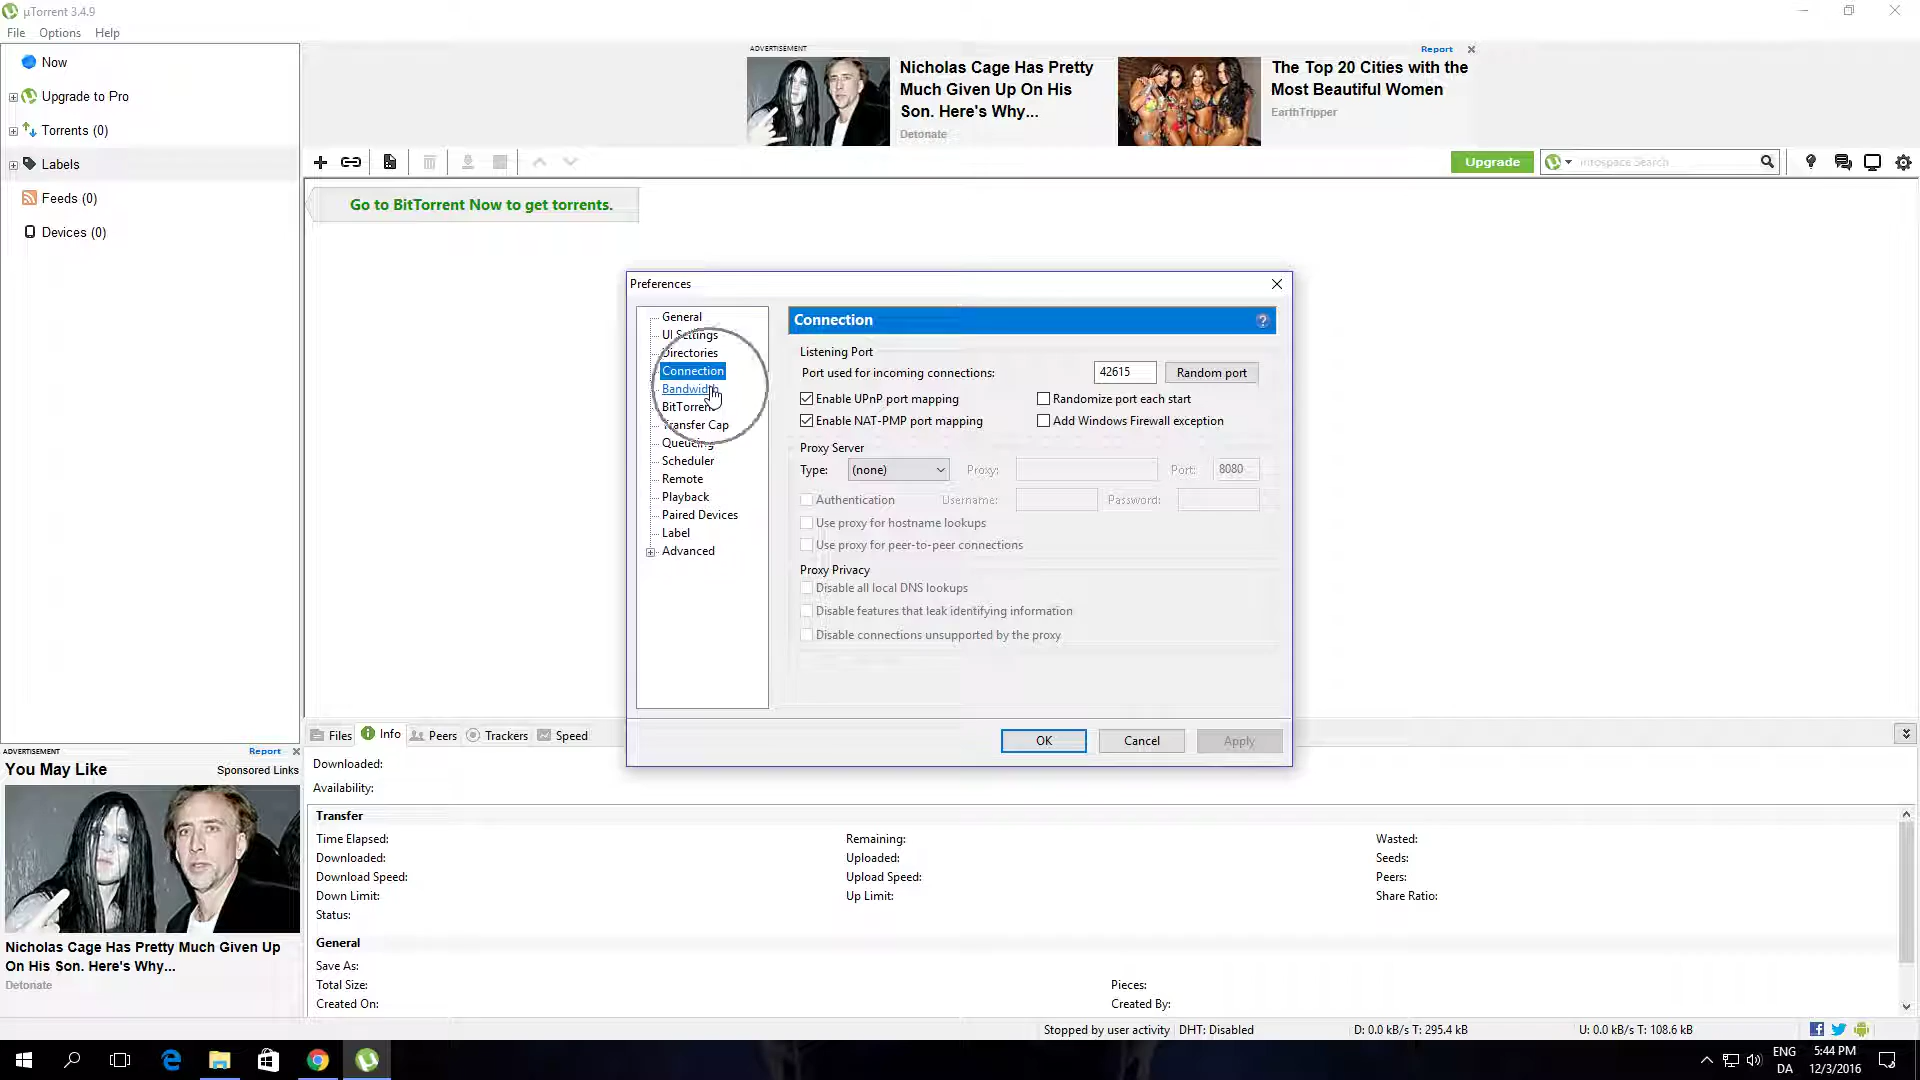 µTorrent 3.4.9
File Options Help
Now
Upgrade to Pro
Torrents (0)
Labels
Feeds (0)
Devices (0)
ADVERTISEMENT
Report
Nicholas Cage Has Pretty
Much Given Up On His
Son. Here's Why...
Detonate
The Top 20 Cities with the
Most Beautiful Women
EarthTripper
Upgrade
Infospace Search...
Go to BitTorrent Now to get torrents.
Preferences
General
UI Settings
Directories
Connection
Bandwidth
BitTorrent
Transfer Cap
Queueing
Scheduler
Remote
Playback
Paired Devices
Label
Advanced
Connection
?
Listening Port
Port used for incoming connections: 42615 Random port
Enable UPnP port mapping Randomize port each start
Enable NAT-PMP port mapping Add Windows Firewall exception
Proxy Server
Type: (none) Proxy: Port: 8080
Authentication Username: Password:
Use proxy for hostname lookups
Use proxy for peer-to-peer connections
Proxy Privacy
Disable all local DNS lookups
Disable features that leak identifying information
Disable connections unsupported by the proxy
OK Cancel Apply
ADVERTISEMENT Report
You May Like Sponsored Links
Nicholas Cage Has Pretty Much Given Up
On His Son. Here's Why...
Detonate
Files Info Peers Trackers Speed
Downloaded:
Availability:
Transfer
Time Elapsed: Remaining: Wasted:
Downloaded: Uploaded: Seeds:
Download Speed: Upload Speed: Peers:
Down Limit: Up Limit: Share Ratio:
Status:
General
Save As:
Total Size: Pieces:
Created On: Created By:
Stopped by user activity DHT: Disabled D: 0.0 kB/s T: 295.4 kB U: 0.0 kB/s T: 108.6 kB
ENG 5:44 PM
DA 12/3/2016